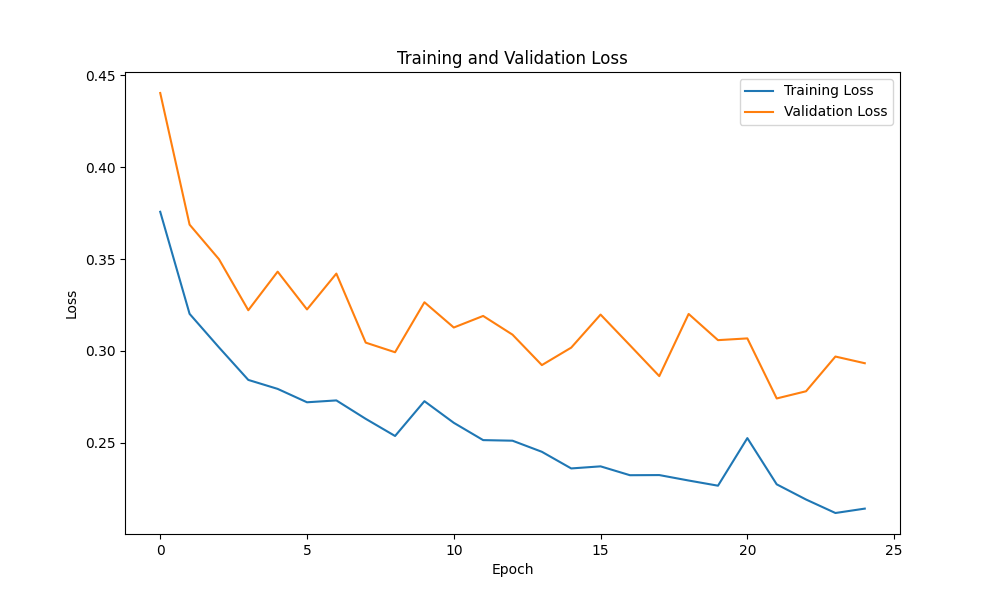 Training and Validation Loss
Training Loss
Validation Loss
Loss
0.45
0.40
0.35
0.30
0.25
0 5 10 15 20 25
Epoch